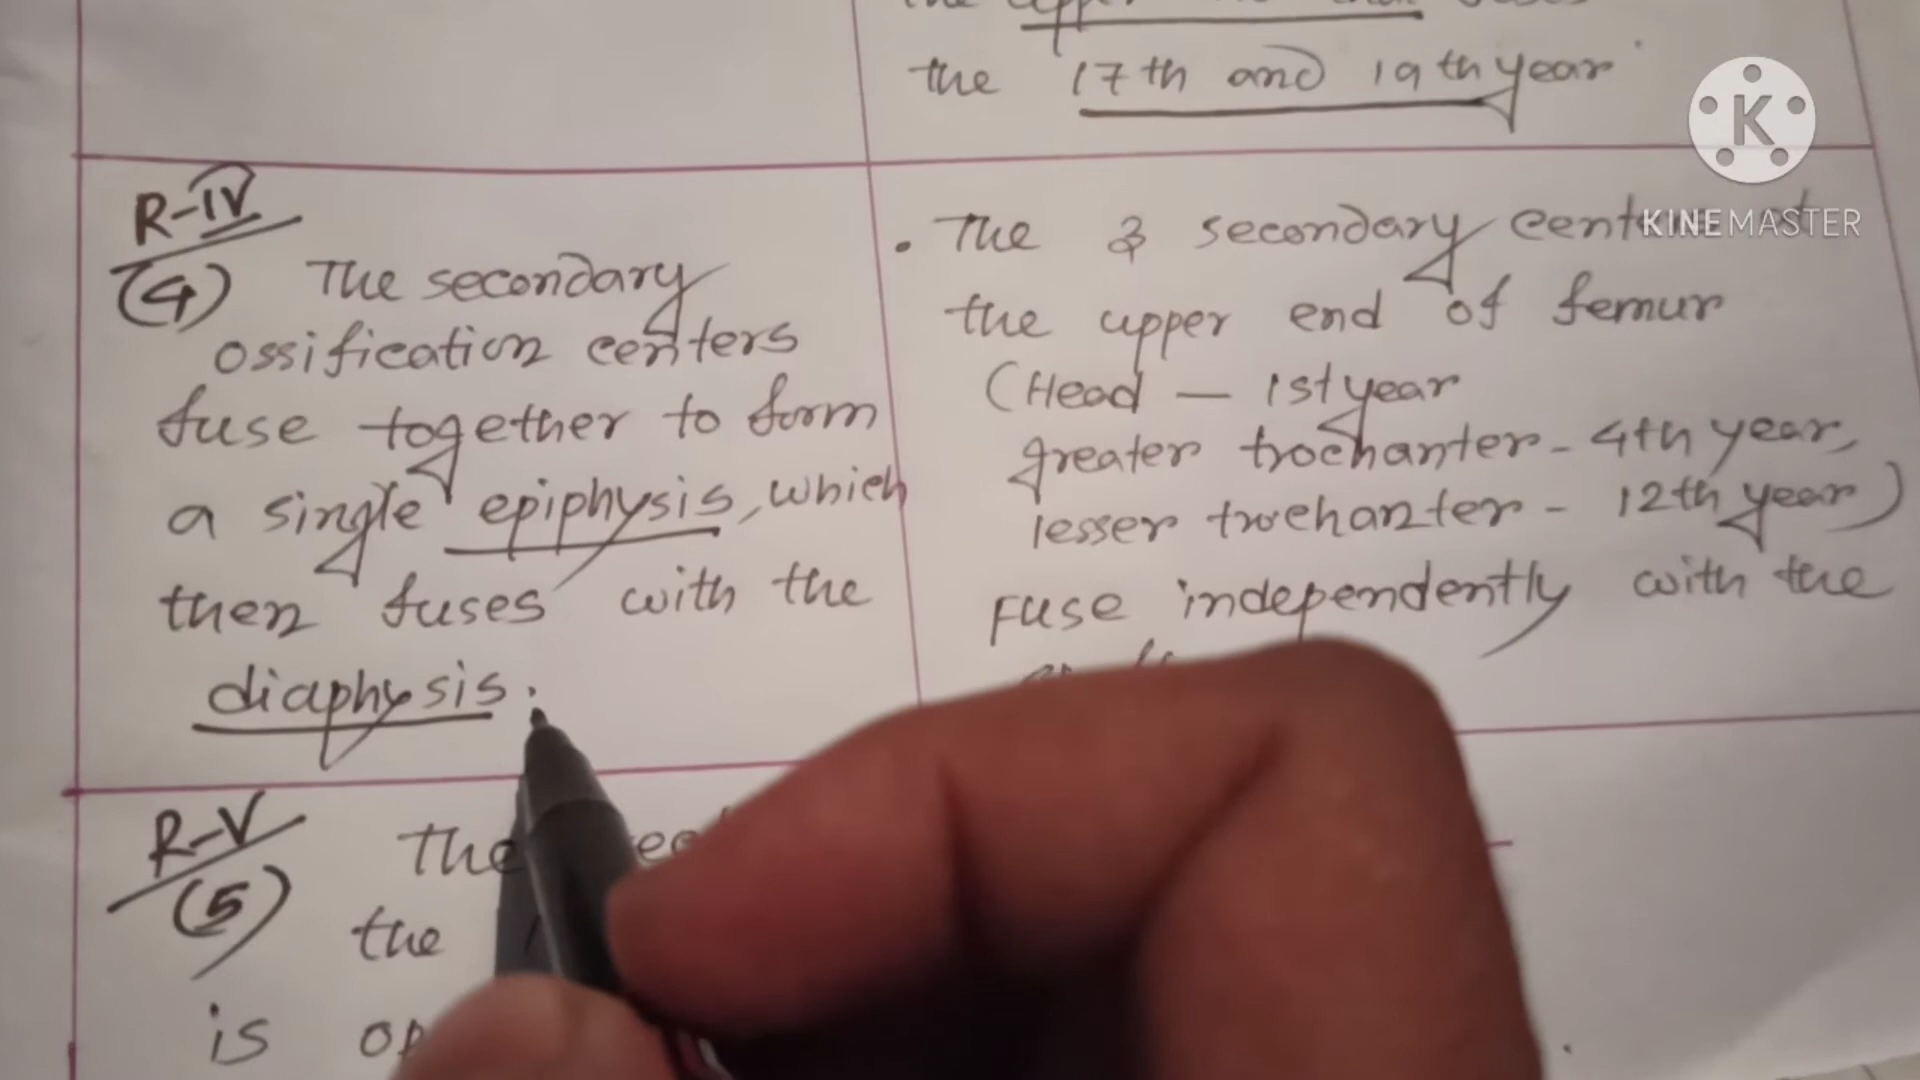 the upper
the 17th and 19th year
R-IV
(4) The secondary
ossification centers
fuse together to form
a single epiphysis, which
then fuses with the
diaphysis.
. The 3 secondary
the upper end of femur
(Head — 1st year
greater trochanter - 4th year,
lesser trochanter - 12th year)
Fuse independently with the
R-V
(5) The
the
is
K
KINEMASTER